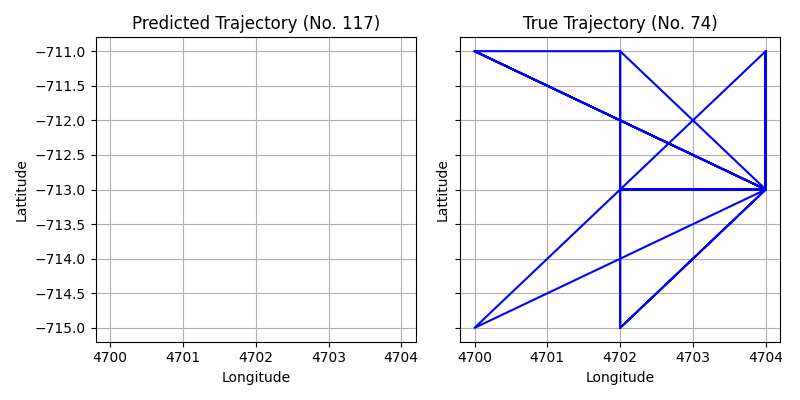 Predicted Trajectory (No. 117)
−711.0
−711.5
−712.0
−712.5
−713.0
−713.5
−714.0
−714.5
−715.0
Lattitude
4700 4701 4702 4703 4704
Longitude
True Trajectory (No. 74)
Lattitude
4700 4701 4702 4703 4704
Longitude